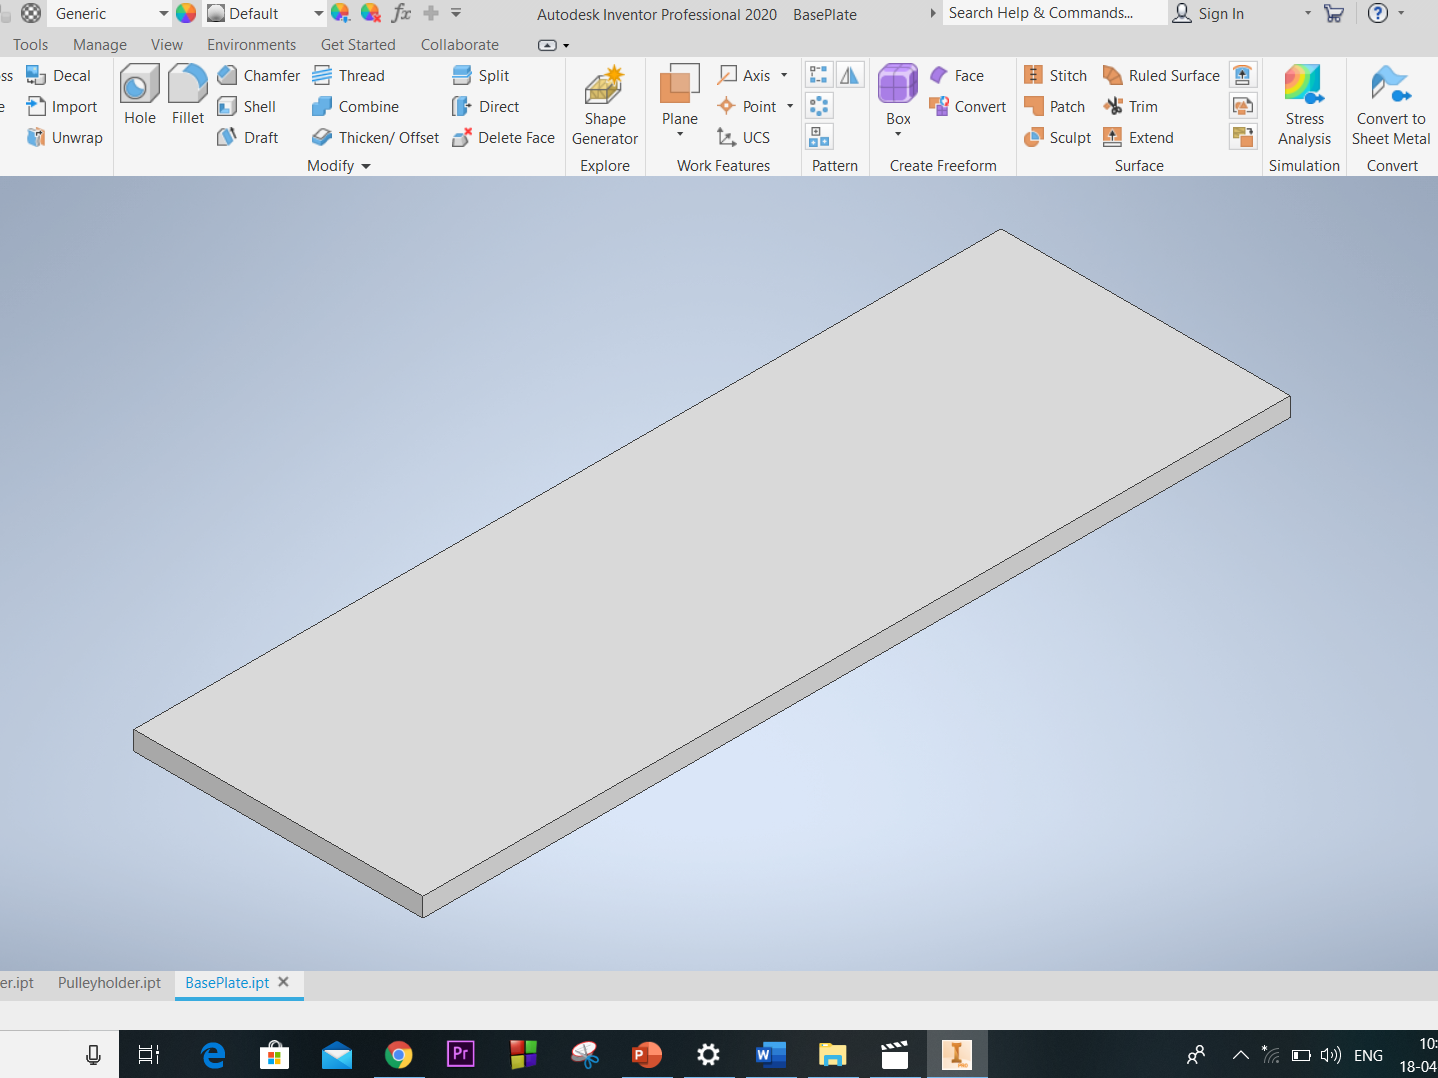 Generic Default fx Autodesk Inventor Professional 2020 BasePlate Search Help & Commands... Sign In ?
Tools Manage View Environments Get Started Collaborate
ss Decal Chamfer Thread Split Axis Face Stitch Ruled Surface
e Import Hole Fillet Shell Combine Direct Shape Generator Plane Point Box Convert Patch Trim Stress Analysis Convert to Sheet Metal
Unwrap Draft Thicken/ Offset Delete Face UCS Sculpt Extend
Modify Explore Work Features Pattern Create Freeform Surface Simulation Convert
er.ipt Pulleyholder.ipt BasePlate.ipt
Pr P W I PRO ENG 10:
18-04